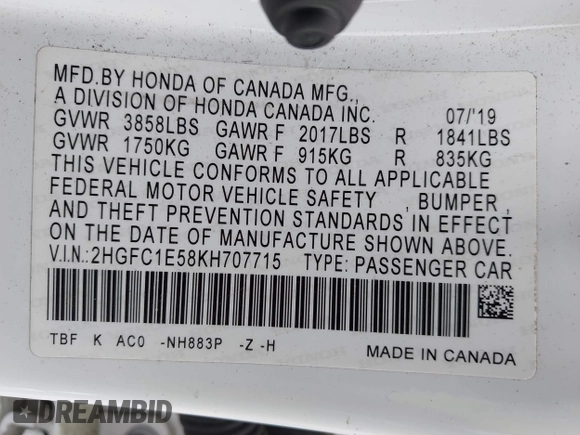 MFD.BY HONDA OF CANADA MFG.,
A DIVISION OF HONDA CANADA INC. 07/'19
GVWR 3858LBS GAWR F 2017LBS R 1841LBS
GVWR 1750KG GAWR F 915KG R 835KG
THIS VEHICLE CONFORMS TO ALL APPLICABLE
FEDERAL MOTOR VEHICLE SAFETY , BUMPER ,
AND THEFT PREVENTION STANDARDS IN EFFECT
ON THE DATE OF MANUFACTURE SHOWN ABOVE.
V.I.N.:2HGFC1E58KH707715 TYPE: PASSENGER CAR
TBF K AC0 -NH883P -Z -H
MADE IN CANADA
DREAMBID